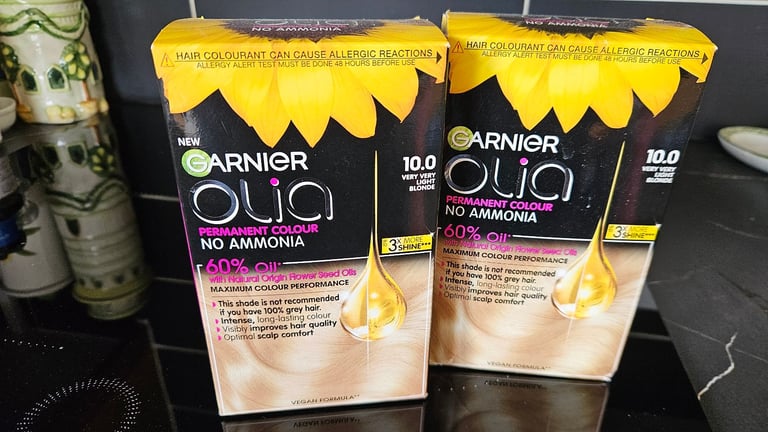 HAIR COLOURANT CAN CAUSE ALLERGIC REACTIONS
ALLERGY ALERT TEST MUST BE DONE 48 HOURS BEFORE USE
NEW
GARNIER
OLIA
PERMANENT COLOUR
NO AMMONIA
10.0
VERY VERY
LIGHT
BLONDE
3X MORE
SHINE***
60% Oil*
with Natural Origin Flower Seed Oils
MAXIMUM COLOUR PERFORMANCE
This shade is not recommended
if you have 100% grey hair.
Intense, long-lasting colour
Visibly improves hair quality
Optimal scalp comfort
VEGAN FORMULA**
NO AMMONIA
HAIR COLOURANT CAN CAUSE ALLERGIC REACTIONS
ALLERGY ALERT TEST MUST BE DONE 48 HOURS BEFORE USE
GARNIER
OLIA
PERMANENT COLOUR
NO AMMONIA
10.0
VERY VERY
LIGHT
BLONDE
3X MORE
SHINE***
60% Oil*
with Natural Origin Flower Seed Oils
MAXIMUM COLOUR PERFORMANCE
This shade is not recommended
if you have 100% grey hair.
Intense, long-lasting colour
Visibly improves hair quality
Optimal scalp comfort
VEGAN FORMULA**